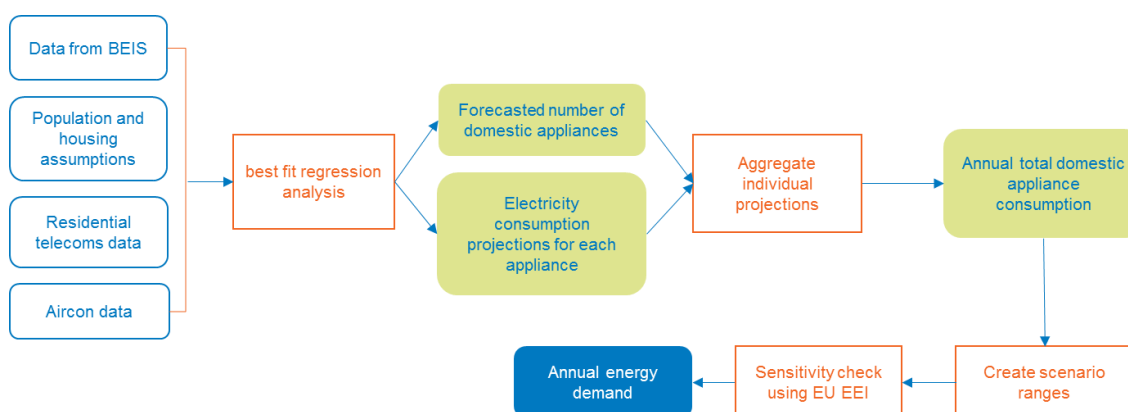 Data from BEIS
Population and
housing
assumptions
Residential
telecoms data
Aircon data
best fit regression
analysis
Forecasted number of
domestic appliances
Electricity
consumption
projections for each
appliance
Aggregate
individual
projections
Annual total domestic
appliance
consumption
Create scenario
ranges
Sensitivity check
using EU EEI
Annual energy
demand